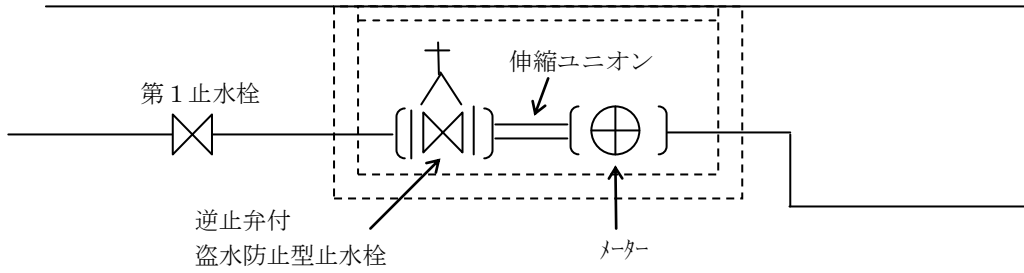 伸縮ユニオン
第１止水栓
逆止弁付
盗水防止型止水栓
ﾒｰﾀｰ